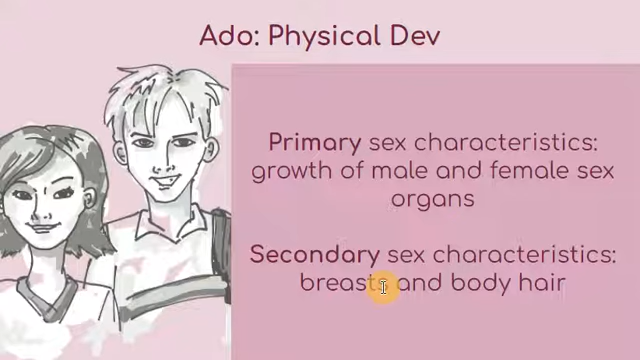 Ado: Physical Dev
Primary sex characteristics:
growth of male and female sex
organs
Secondary sex characteristics:
breasts and body hair